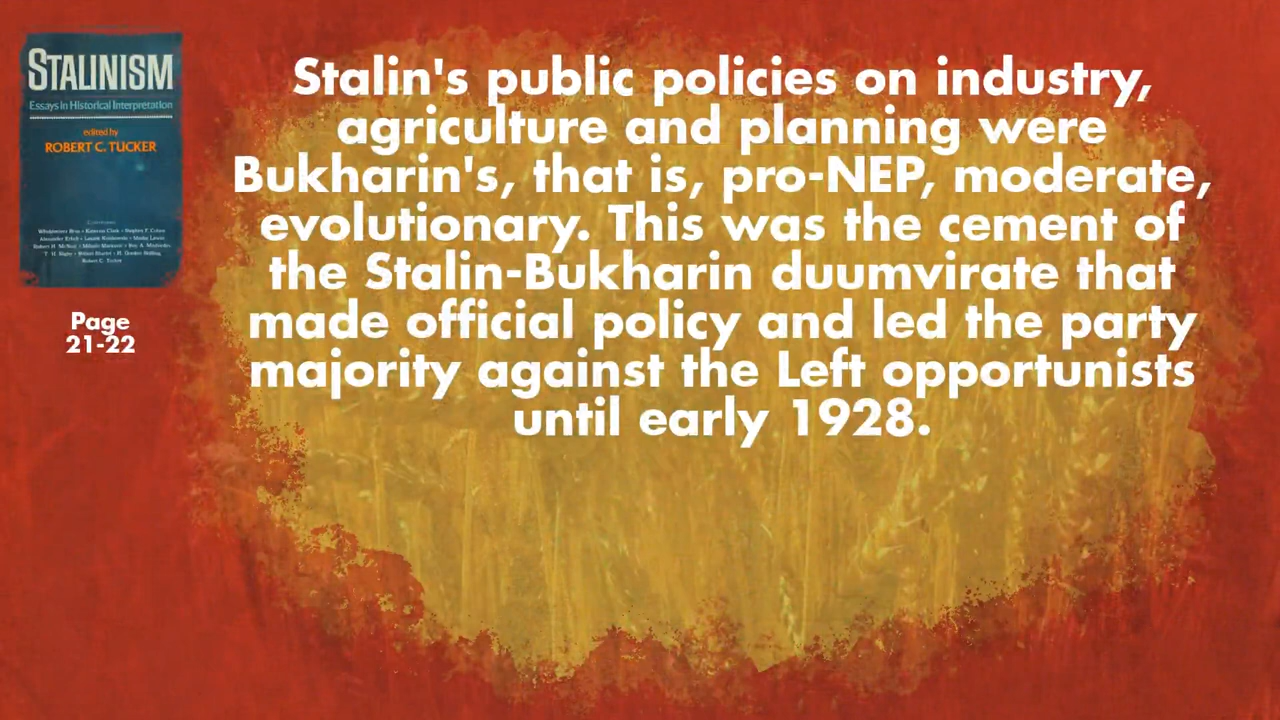 STALINISM
Essays in Historical Interpretation
edited by
ROBERT C. TUCKER
Page
21-22
Stalin's public policies on industry,
agriculture and planning were
Bukharin's, that is, pro-NEP, moderate,
evolutionary. This was the cement of
the Stalin-Bukharin duumvirate that
made official policy and led the party
majority against the Left opportunists
until early 1928.